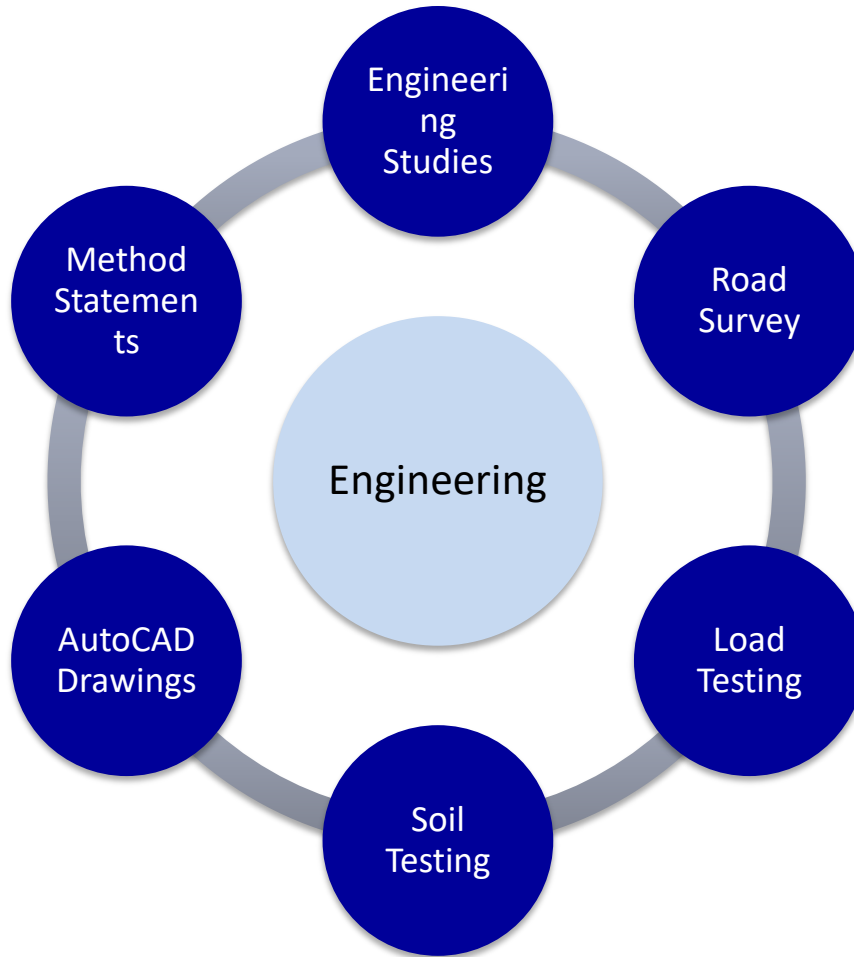 Engineeri
ng
Studies
Road
Survey
Load
Testing
Soil
Testing
AutoCAD
Drawings
Method
Statemen
ts
Engineering